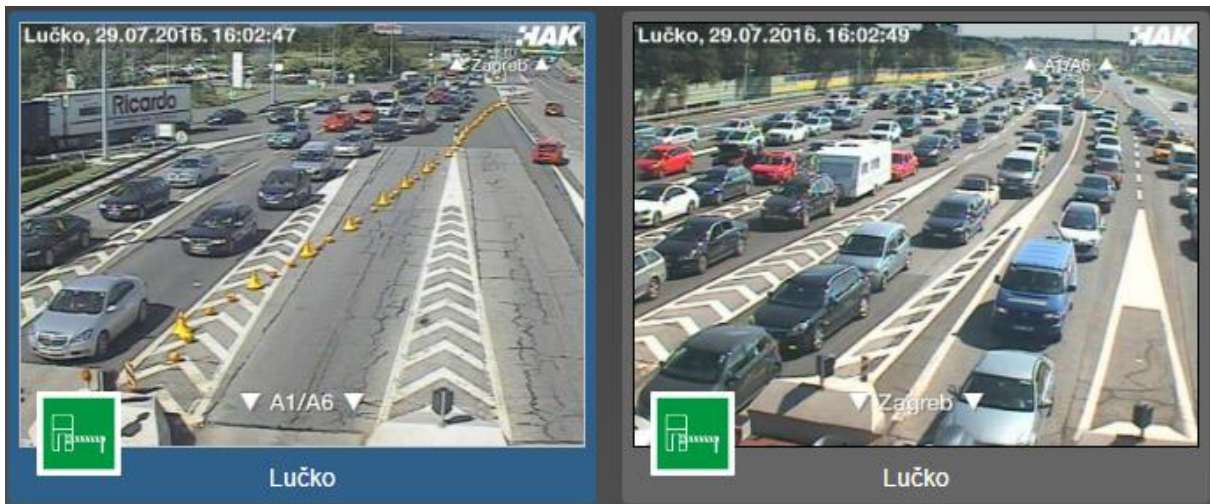 Lučko, 29.07.2016. 16:02:47
HAK
▲ Zagreb ▲
Ricardo
▼ A1/A6 ▼
Lučko
Lučko, 29.07.2016. 16:02:49
HAK
▲ A1/A6 ▲
▼ Zagreb ▼
Lučko